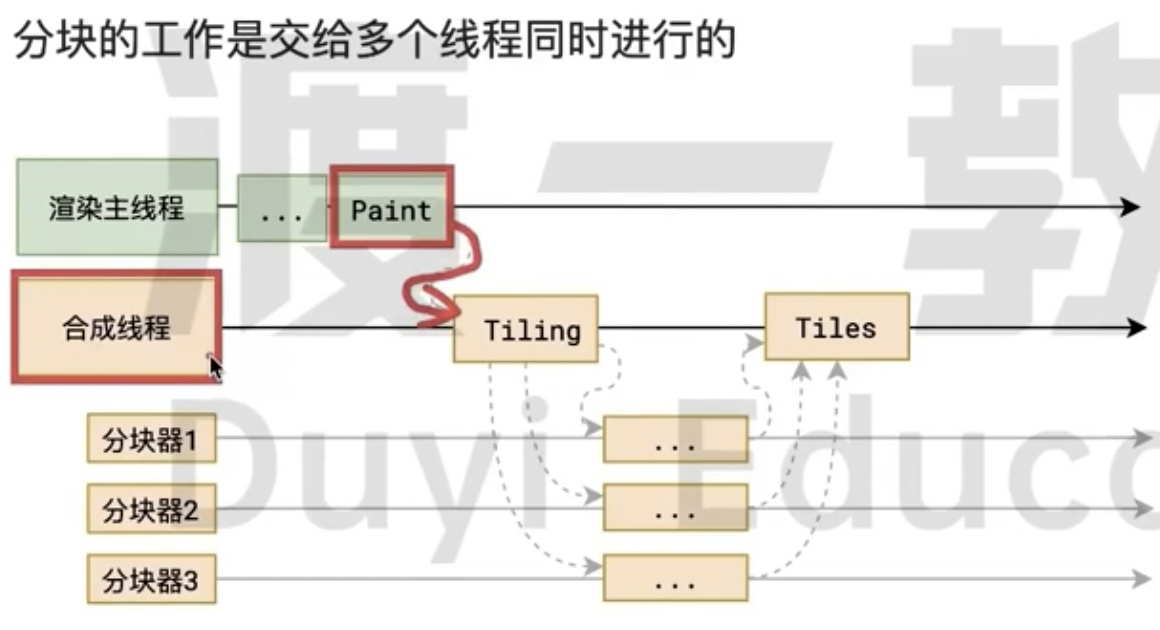 分块的工作是交给多个线程同时进行的
渡一教
渲染主线程
...
Paint
合成线程
Tiling
Tiles
Duyi Educ
分块器1
...
分块器2
...
分块器3
...